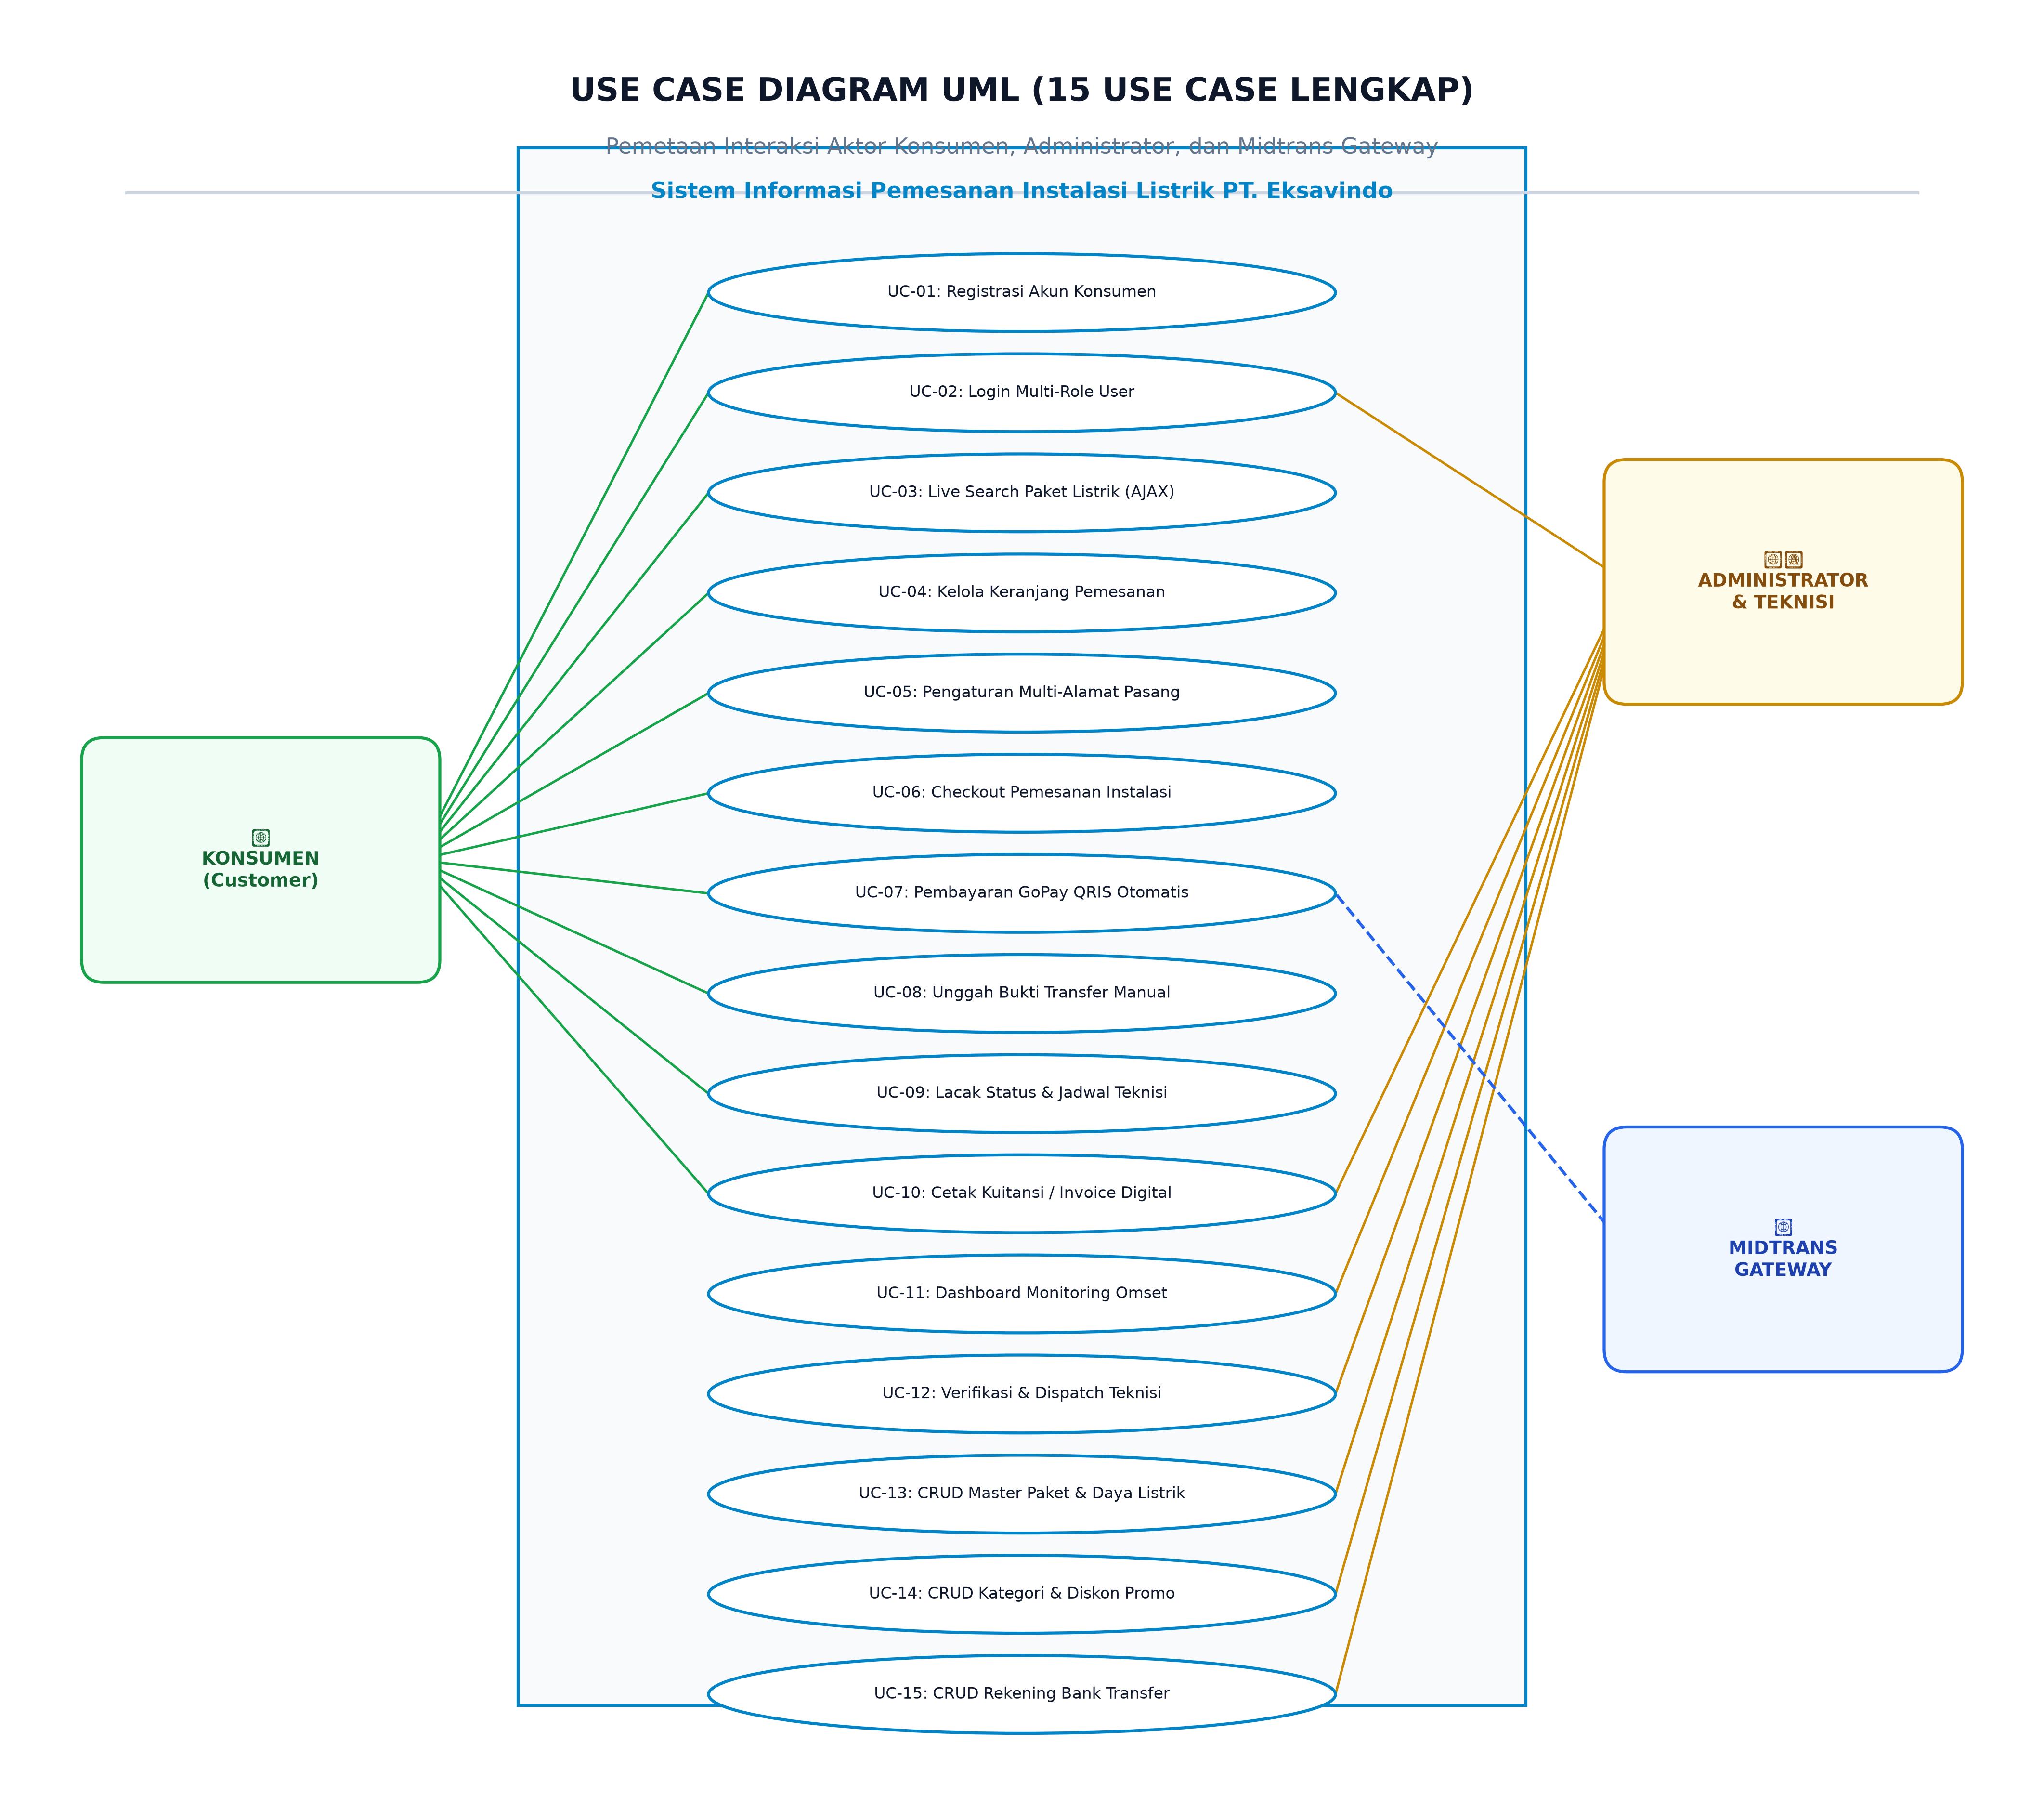 USE CASE DIAGRAM UML (15 USE CASE LENGKAP)
Pemetaan Interaksi Aktor Konsumen, Administrator, dan Midtrans Gateway
Sistem Informasi Pemesanan Instalasi Listrik PT. Eksavindo
UC-01: Registrasi Akun Konsumen
UC-02: Login Multi-Role User
UC-03: Live Search Paket Listrik (AJAX)
UC-04: Kelola Keranjang Pemesanan
UC-05: Pengaturan Multi-Alamat Pasang
UC-06: Checkout Pemesanan Instalasi
UC-07: Pembayaran GoPay QRIS Otomatis
UC-08: Unggah Bukti Transfer Manual
UC-09: Lacak Status & Jadwal Teknisi
UC-10: Cetak Kuitansi / Invoice Digital
UC-11: Dashboard Monitoring Omset
UC-12: Verifikasi & Dispatch Teknisi
UC-13: CRUD Master Paket & Daya Listrik
UC-14: CRUD Kategori & Diskon Promo
UC-15: CRUD Rekening Bank Transfer
KONSUMEN
(Customer)
ADMINISTRATOR
& TEKNISI
MIDTRANS
GATEWAY